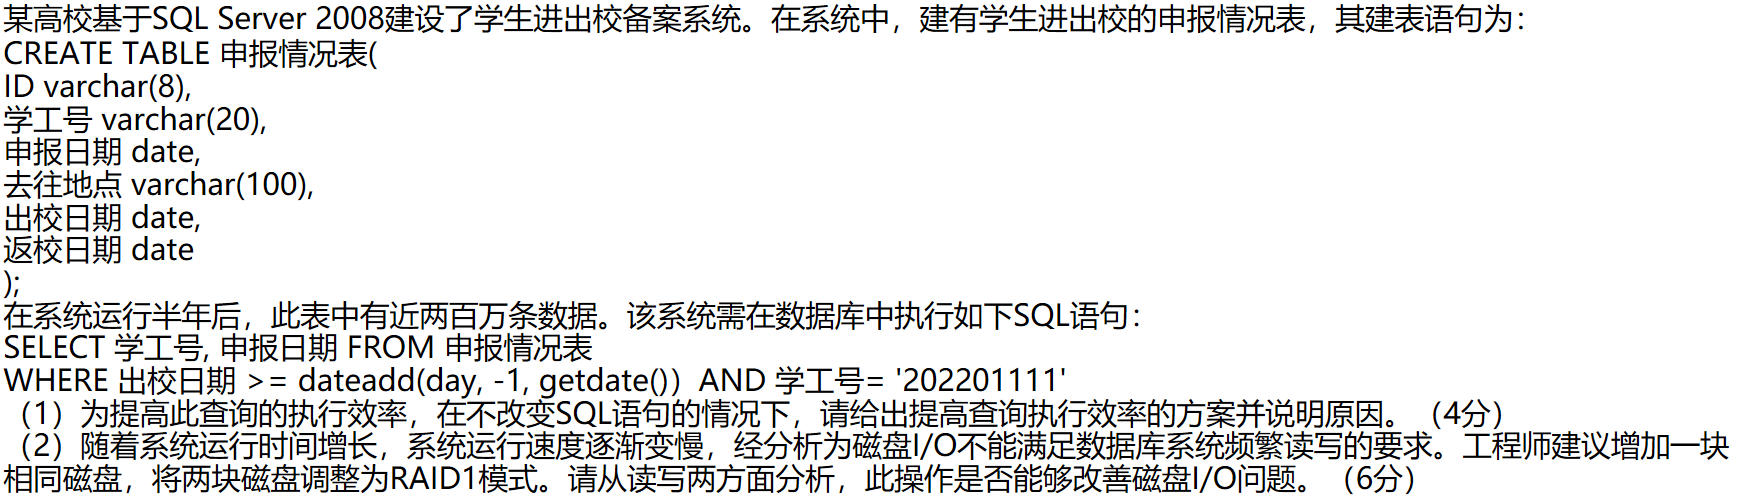 某高校基于SQL Server 2008建设了学生进出校备案系统。在系统中，建有学生进出校的申报情况表，其建表语句为：
CREATE TABLE 申报情况表(
ID varchar(8),
学工号 varchar(20),
申报日期 date,
去往地点 varchar(100),
出校日期 date,
返校日期 date
);
在系统运行半年后，此表中有近两百万条数据。该系统需在数据库中执行如下SQL语句：
SELECT 学工号, 申报日期 FROM 申报情况表
WHERE 出校日期 >= dateadd(day, -1, getdate()）AND 学工号= '202201111'
（1）为提高此查询的执行效率，在不改变SQL语句的情况下，请给出提高查询执行效率的方案并说明原因。（4分）
（2）随着系统运行时间增长，系统运行速度逐渐变慢，经分析为磁盘I/O不能满足数据库系统频繁读写的要求。工程师建议增加一块
相同磁盘，将两块磁盘调整为RAID1模式。请从读写两方面分析，此操作是否能够改善磁盘I/O问题。（6分）